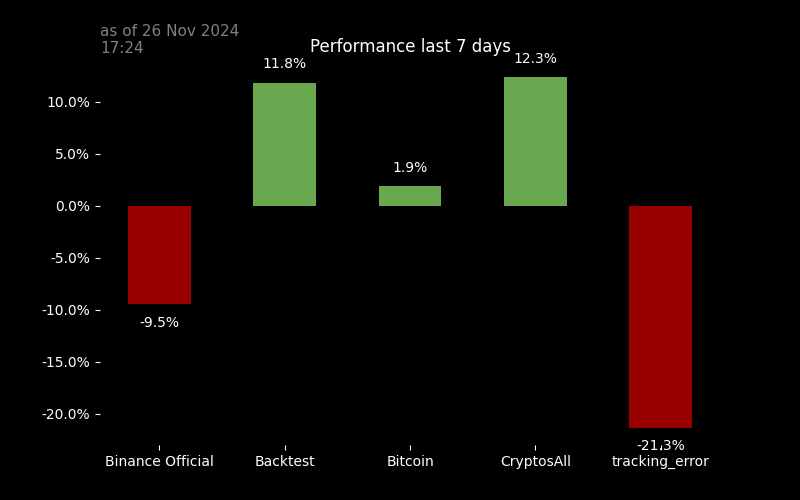 as of 26 Nov 2024
17:24
Performance last 7 days
11.8%
12.3%
1.9%
-9.5%
-21.3%
10.0%
5.0%
0.0%
-5.0%
-10.0%
-15.0%
-20.0%
Binance Official
Backtest
Bitcoin
CryptosAll
tracking_error